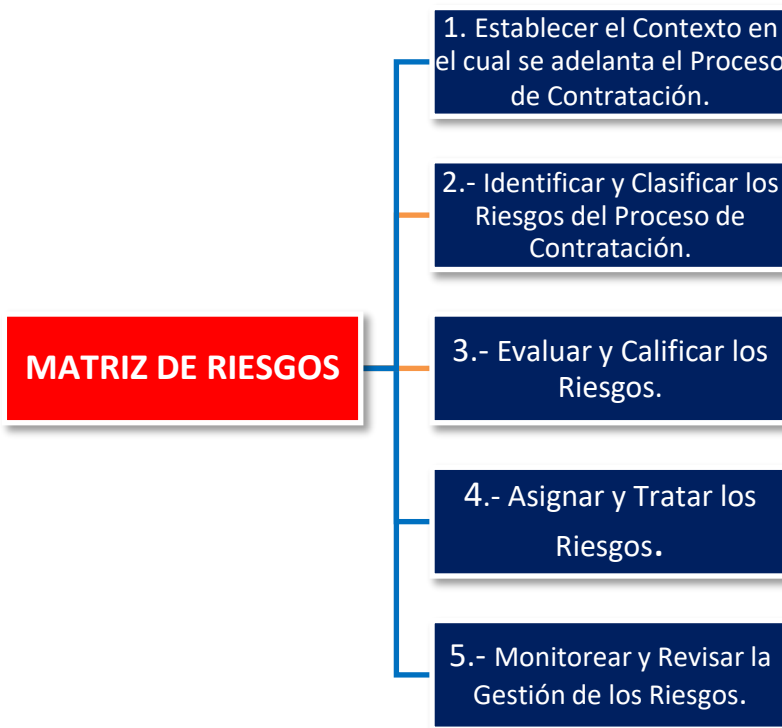 1. Establecer el Contexto en
el cual se adelanta el Proceso
de Contratación.
2.- Identificar y Clasificar los
Riesgos del Proceso de
Contratación.
MATRIZ DE RIESGOS
3.- Evaluar y Calificar los
Riesgos.
4.- Asignar y Tratar los
Riesgos.
5.- Monitorear y Revisar la
Gestión de los Riesgos.